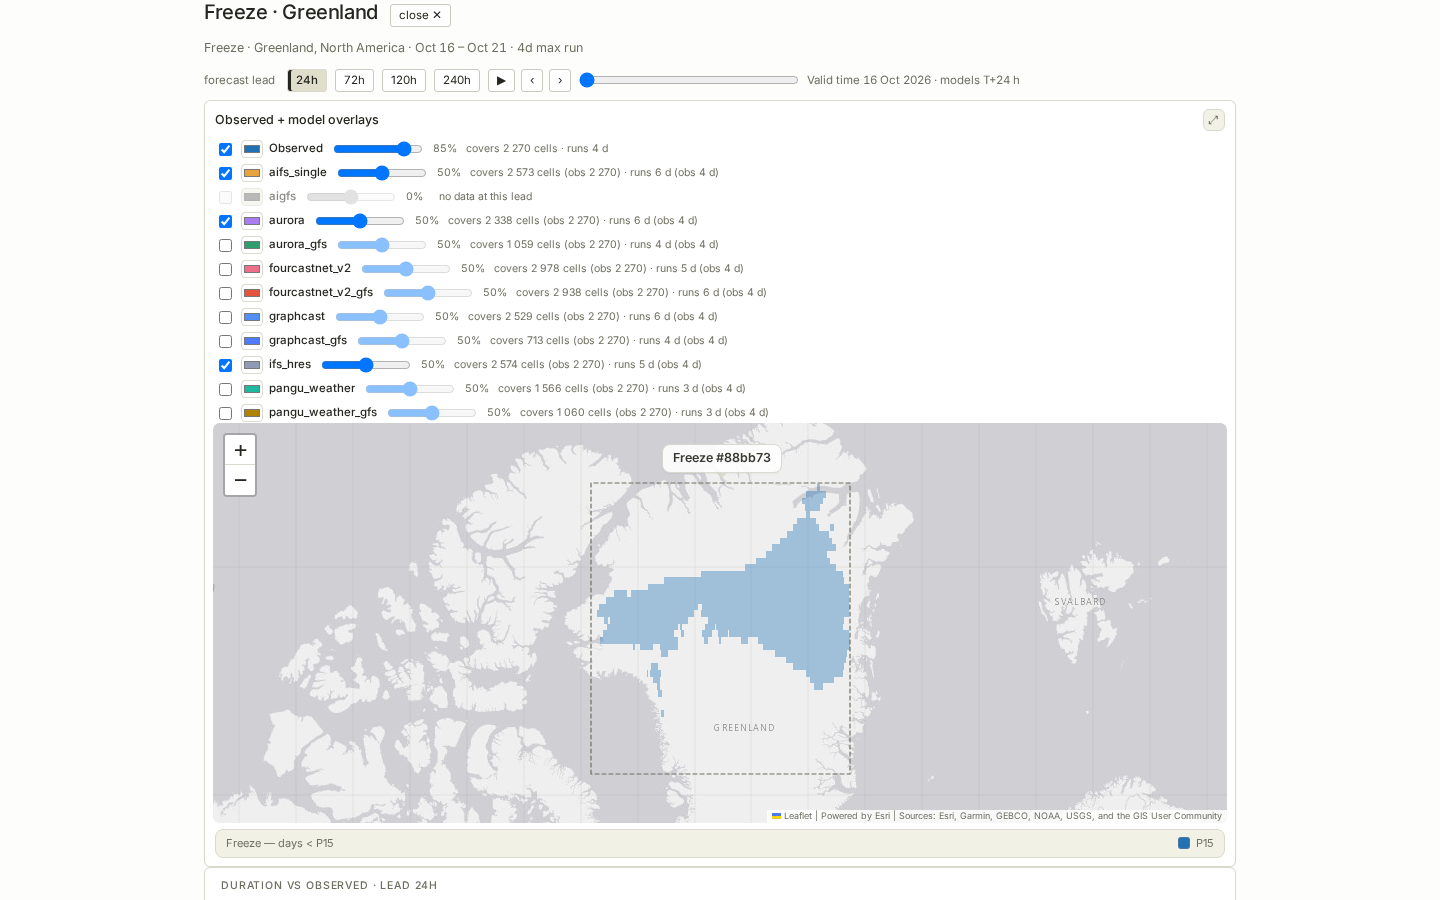 Freeze · Greenland close ✕
Freeze · Greenland, North America · Oct 16 – Oct 21 · 4d max run
forecast lead 24h 72h 120h 240h ▶ ‹ › Valid time 16 Oct 2026 · models T+24 h
Observed + model overlays
Observed 85% covers 2 270 cells · runs 4 d
aifs_single 50% covers 2 573 cells (obs 2 270) · runs 6 d (obs 4 d)
aigfs 0% no data at this lead
aurora 50% covers 2 338 cells (obs 2 270) · runs 6 d (obs 4 d)
aurora_gfs 50% covers 1 059 cells (obs 2 270) · runs 4 d (obs 4 d)
fourcastnet_v2 50% covers 2 978 cells (obs 2 270) · runs 5 d (obs 4 d)
fourcastnet_v2_gfs 50% covers 2 938 cells (obs 2 270) · runs 6 d (obs 4 d)
graphcast 50% covers 2 529 cells (obs 2 270) · runs 6 d (obs 4 d)
graphcast_gfs 50% covers 713 cells (obs 2 270) · runs 4 d (obs 4 d)
ifs_hres 50% covers 2 574 cells (obs 2 270) · runs 5 d (obs 4 d)
pangu_weather 50% covers 1 566 cells (obs 2 270) · runs 3 d (obs 4 d)
pangu_weather_gfs 50% covers 1 060 cells (obs 2 270) · runs 3 d (obs 4 d)
+
−
Freeze #88bb73
SVALBARD
GREENLAND
Leaflet | Powered by Esri | Sources: Esri, Garmin, GEBCO, NOAA, USGS, and the GIS User Community
Freeze — days < P15 P15
DURATION VS OBSERVED · LEAD 24H